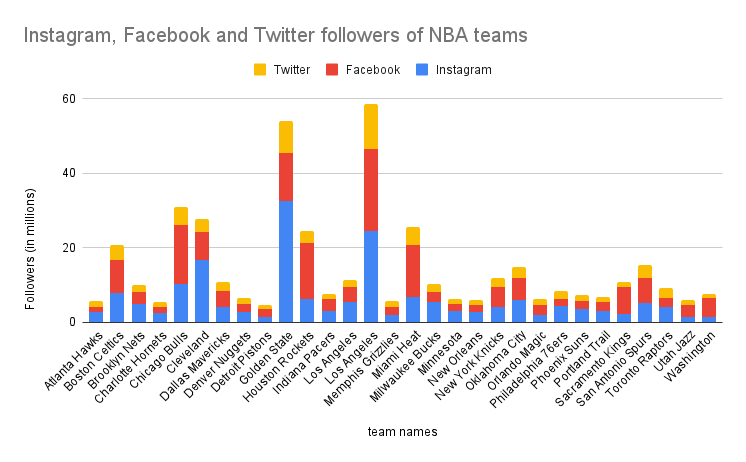 Instagram, Facebook and Twitter followers of NBA teams
Twitter
Facebook
Instagram
Followers (in millions)
60
40
20
0
Atlanta Hawks
Boston Celtics
Brooklyn Nets
Charlotte Hornets
Chicago Bulls
Cleveland
Dallas Mavericks
Denver Nuggets
Detroit Pistons
Golden State
Houston Rockets
Indiana Pacers
Los Angeles
Los Angeles
Memphis Grizzlies
Miami Heat
Milwaukee Bucks
Minnesota
New Orleans
New York Knicks
Oklahoma City
Orlando Magic
Philadelphia 76ers
Phoenix Suns
Portland Trail
Sacramento Kings
San Antonio Spurs
Toronto Raptors
Utah Jazz
Washington
team names